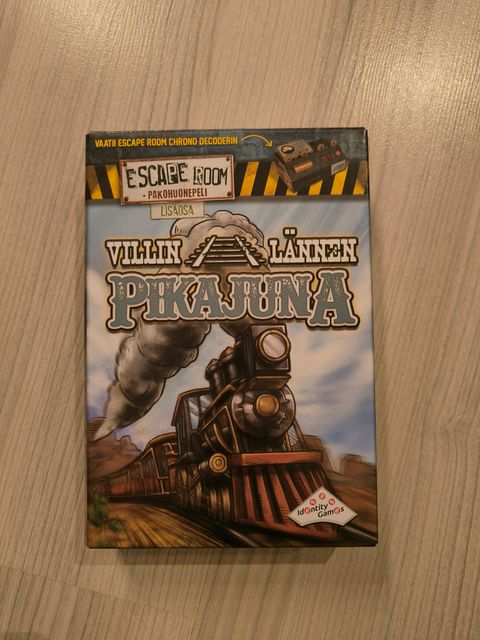 VAATII ESCAPE ROOM CHRONO DECODERIN
ESCAPE ROOM
- PAKOHUONEPELI
LISÄOSA
VILLIN LÄNNEN
PIKAJUNA
Identity
Games